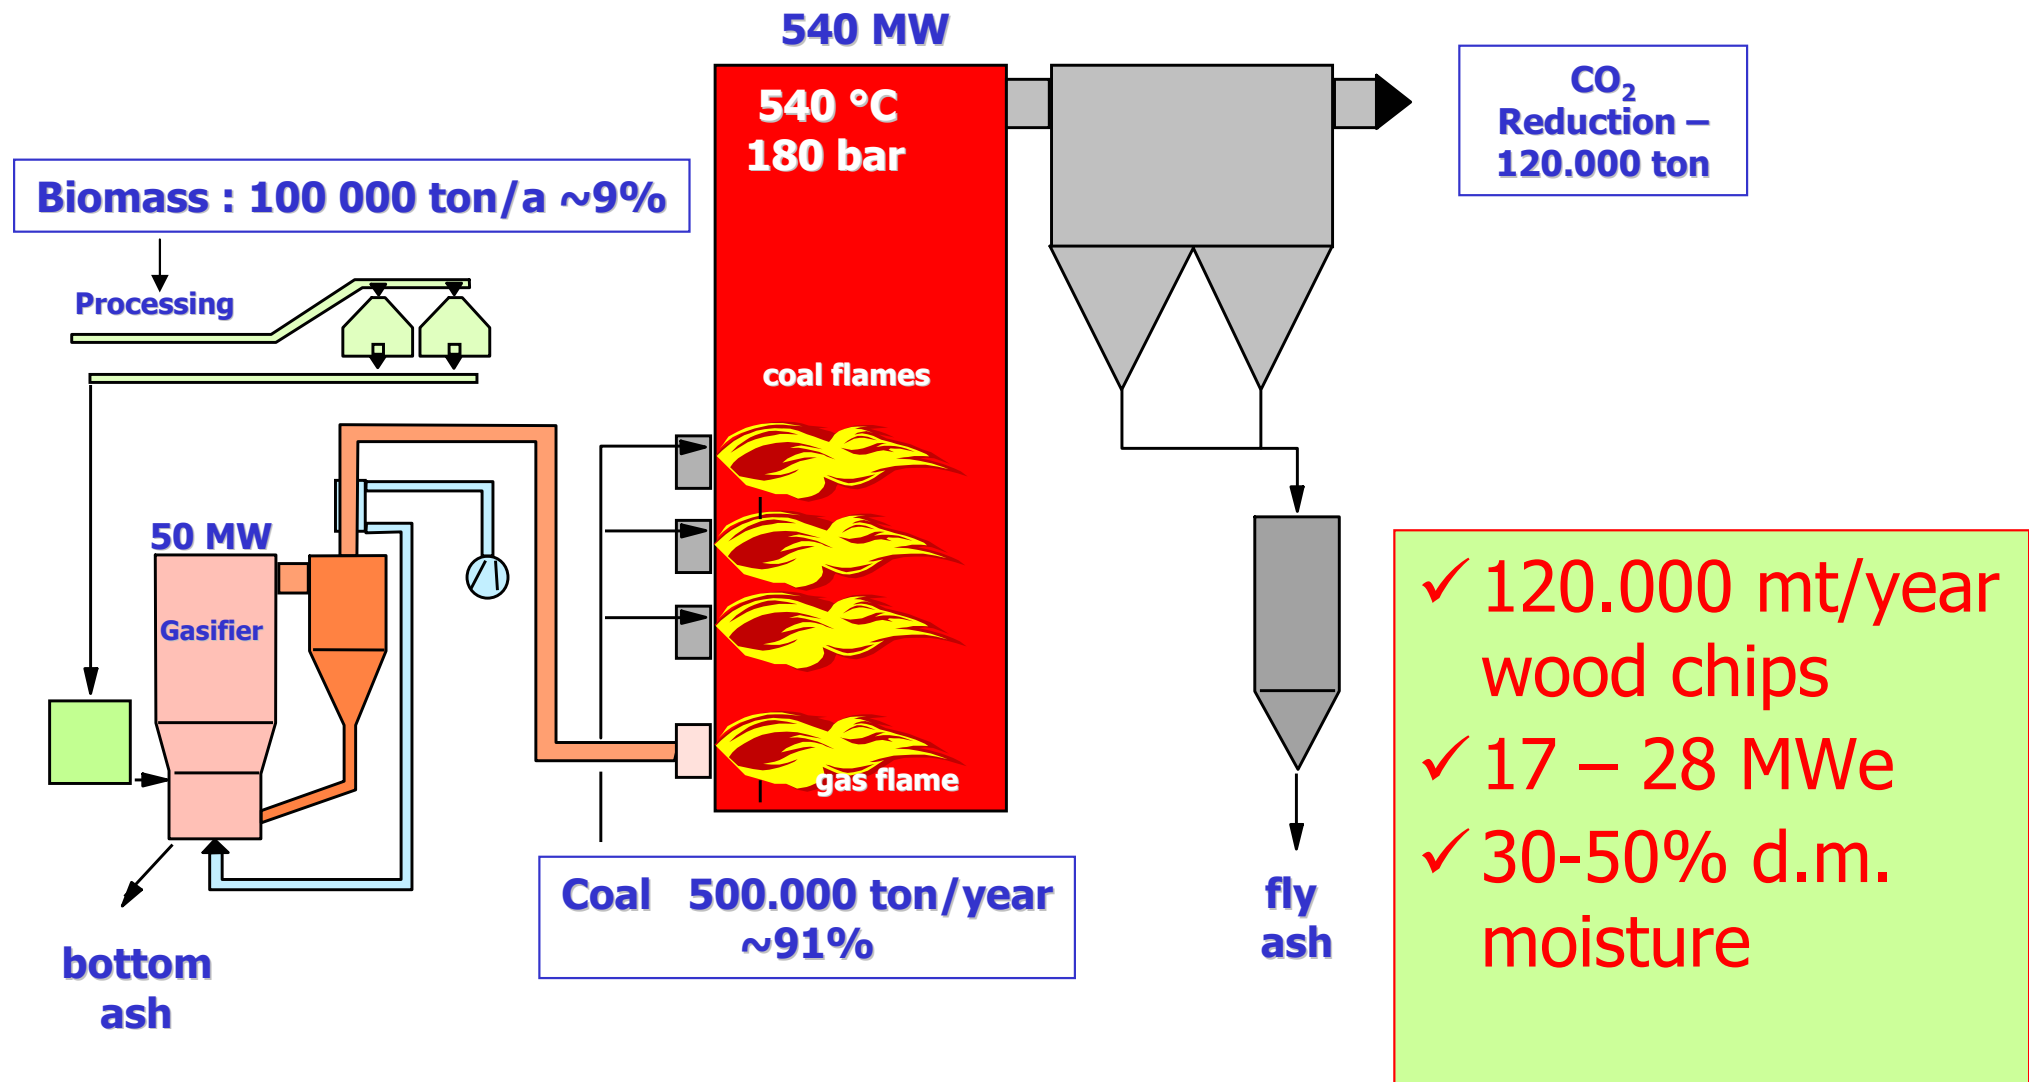 540 MW
540 °C
180 bar
CO₂
Reduction –
120.000 ton
Biomass : 100 000 ton/a ~9%
Processing
coal flames
50 MW
Gasifier
gas flame
Coal 500.000 ton/year
~91%
bottom
ash
fly
ash
✓ 120.000 mt/year
wood chips
✓ 17 – 28 MWe
✓ 30-50% d.m.
moisture